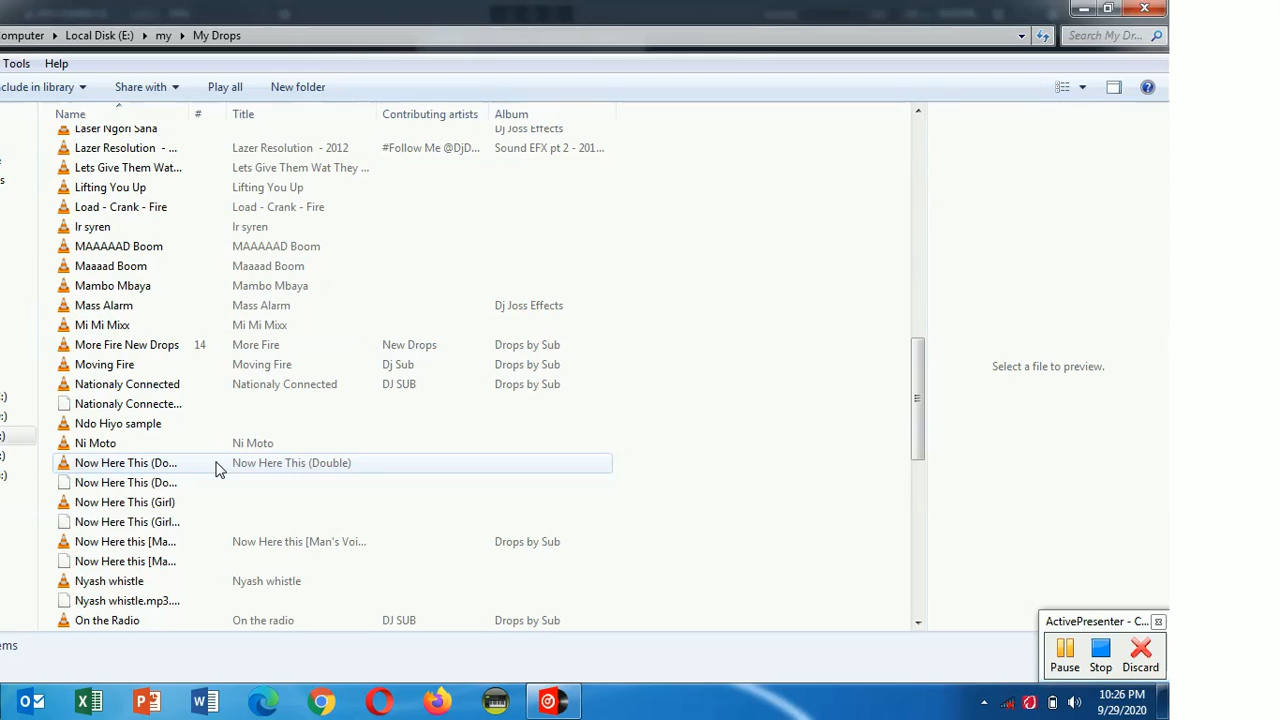 Computer Local Disk (E:) my My Drops Search My Dr...
Tools Help
nclude in library Share with Play all New folder
Name # Title Contributing artists Album
Lazer Ngori Sana Dj Joss Effects
Lazer Resolution - ... Lazer Resolution - 2012 #Follow Me @DjD... Sound EFX pt 2 - 201...
Lets Give Them Wat... Lets Give Them Wat They ...
Lifting You Up Lifting You Up
Load - Crank - Fire Load - Crank - Fire
lr syren lr syren
MAAAAAD Boom MAAAAAD Boom
Maaaad Boom Maaaad Boom
Mambo Mbaya Mambo Mbaya
Mass Alarm Mass Alarm Dj Joss Effects
Mi Mi Mixx Mi Mi Mixx
More Fire New Drops 14 More Fire New Drops Drops by Sub
Moving Fire Moving Fire Dj Sub Drops by Sub
Nationaly Connected Nationaly Connected DJ SUB Drops by Sub
Nationaly Connecte...
Ndo Hiyo sample
Ni Moto Ni Moto
Now Here This (Do... Now Here This (Double)
Now Here This (Do...
Now Here This (Girl)
Now Here This (Girl...
Now Here this [Ma... Now Here this [Man's Voi... Drops by Sub
Now Here this [Ma...
Nyash whistle Nyash whistle
Nyash whistle.mp3....
On the Radio On the radio DJ SUB Drops by Sub
Select a file to preview.
ems
ActivePresenter - C...
Pause Stop Discard
10:26 PM
9/29/2020